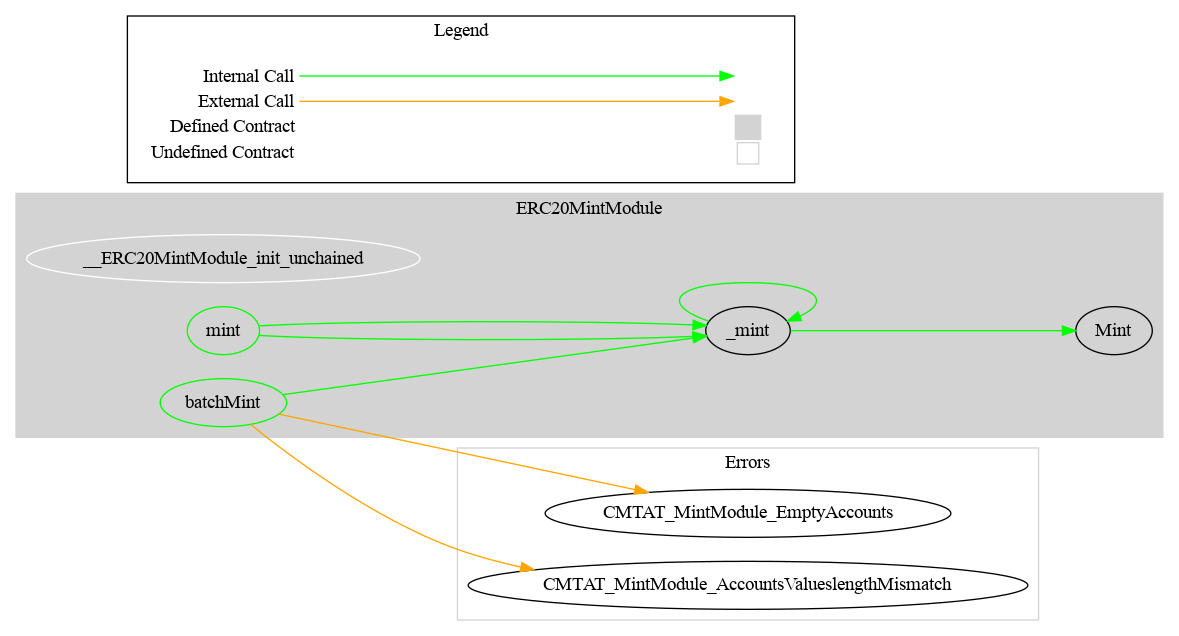 Legend
Internal Call
External Call
Defined Contract
Undefined Contract
ERC20MintModule
__ERC20MintModule_init_unchained
mint
_mint
Mint
batchMint
Errors
CMTAT_MintModule_EmptyAccounts
CMTAT_MintModule_AccountsValueslengthMismatch